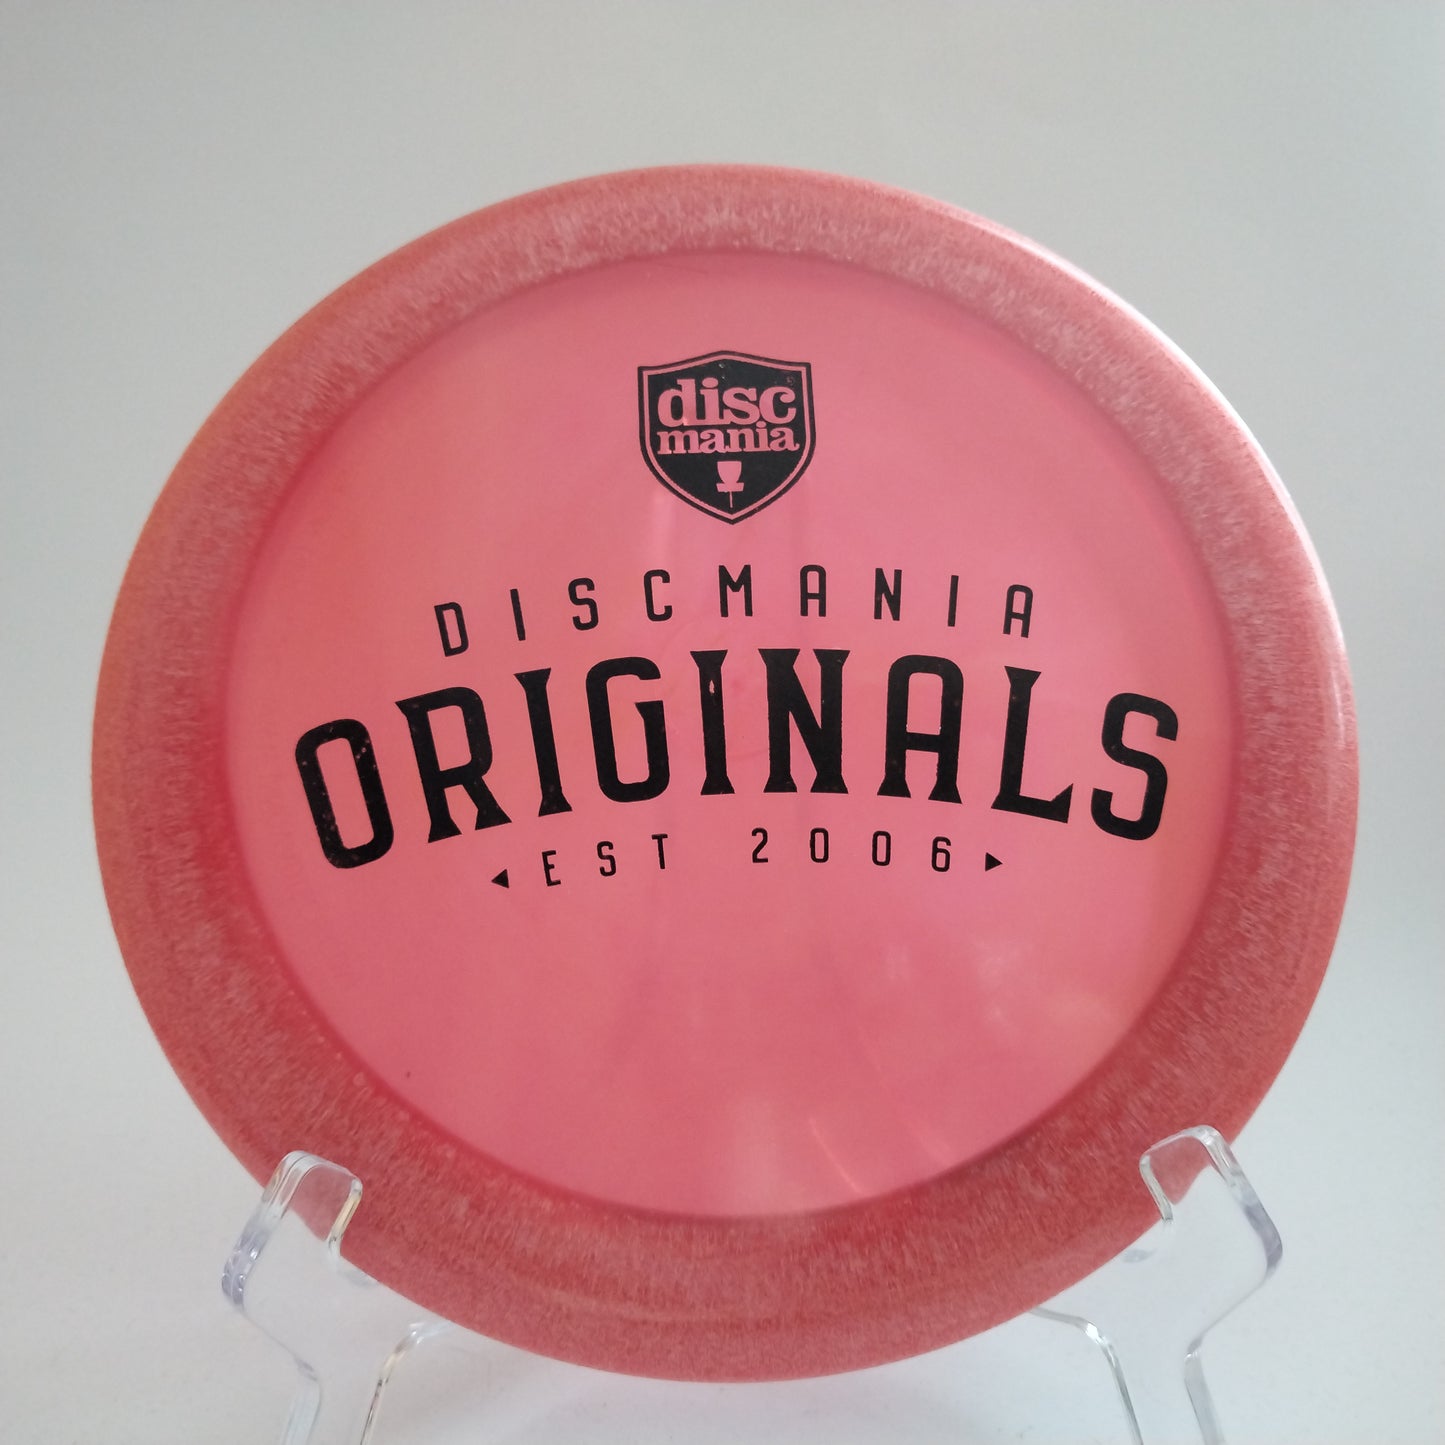 disc
mania
DISCMANIA
ORIGINALS
EST 2006